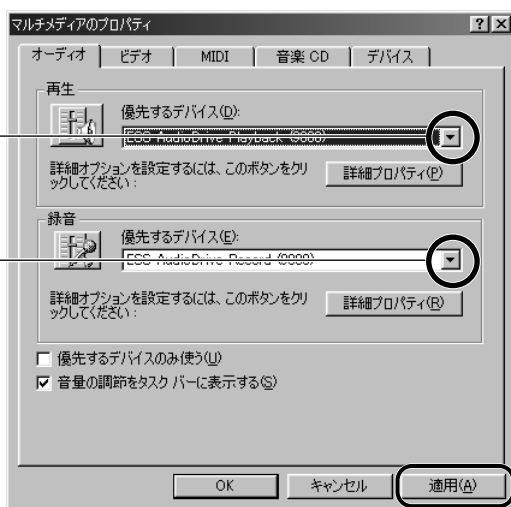 マルチメディアのプロパティ
オーディオ ビデオ MIDI 音楽 CD デバイス
再生
優先するデバイス(D):
ESS AudioDrive Playback
詳細オプションを設定するには、このボタンをクリ
ックしてください:
詳細プロパティ(P)
録音
優先するデバイス(E):
ESS AudioDrive Record
詳細オプションを設定するには、このボタンをクリ
ックしてください:
詳細プロパティ(R)
優先するデバイスのみ使う(U)
音量の調節をタスク バーに表示する(S)
OK キャンセル 適用(A)